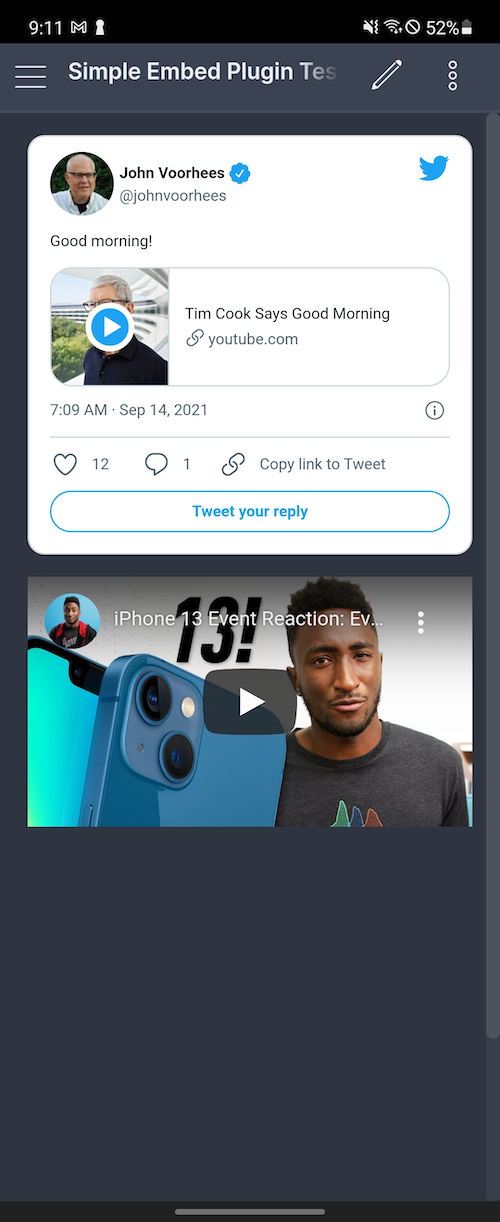 9:11
52%
Simple Embed Plugin Tes
John Voorhees
@johnvoorhees
Good morning!
Tim Cook Says Good Morning
youtube.com
7:09 AM · Sep 14, 2021
12
1
Copy link to Tweet
Tweet your reply
iPhone 13 Event Reaction: Ev...
13!